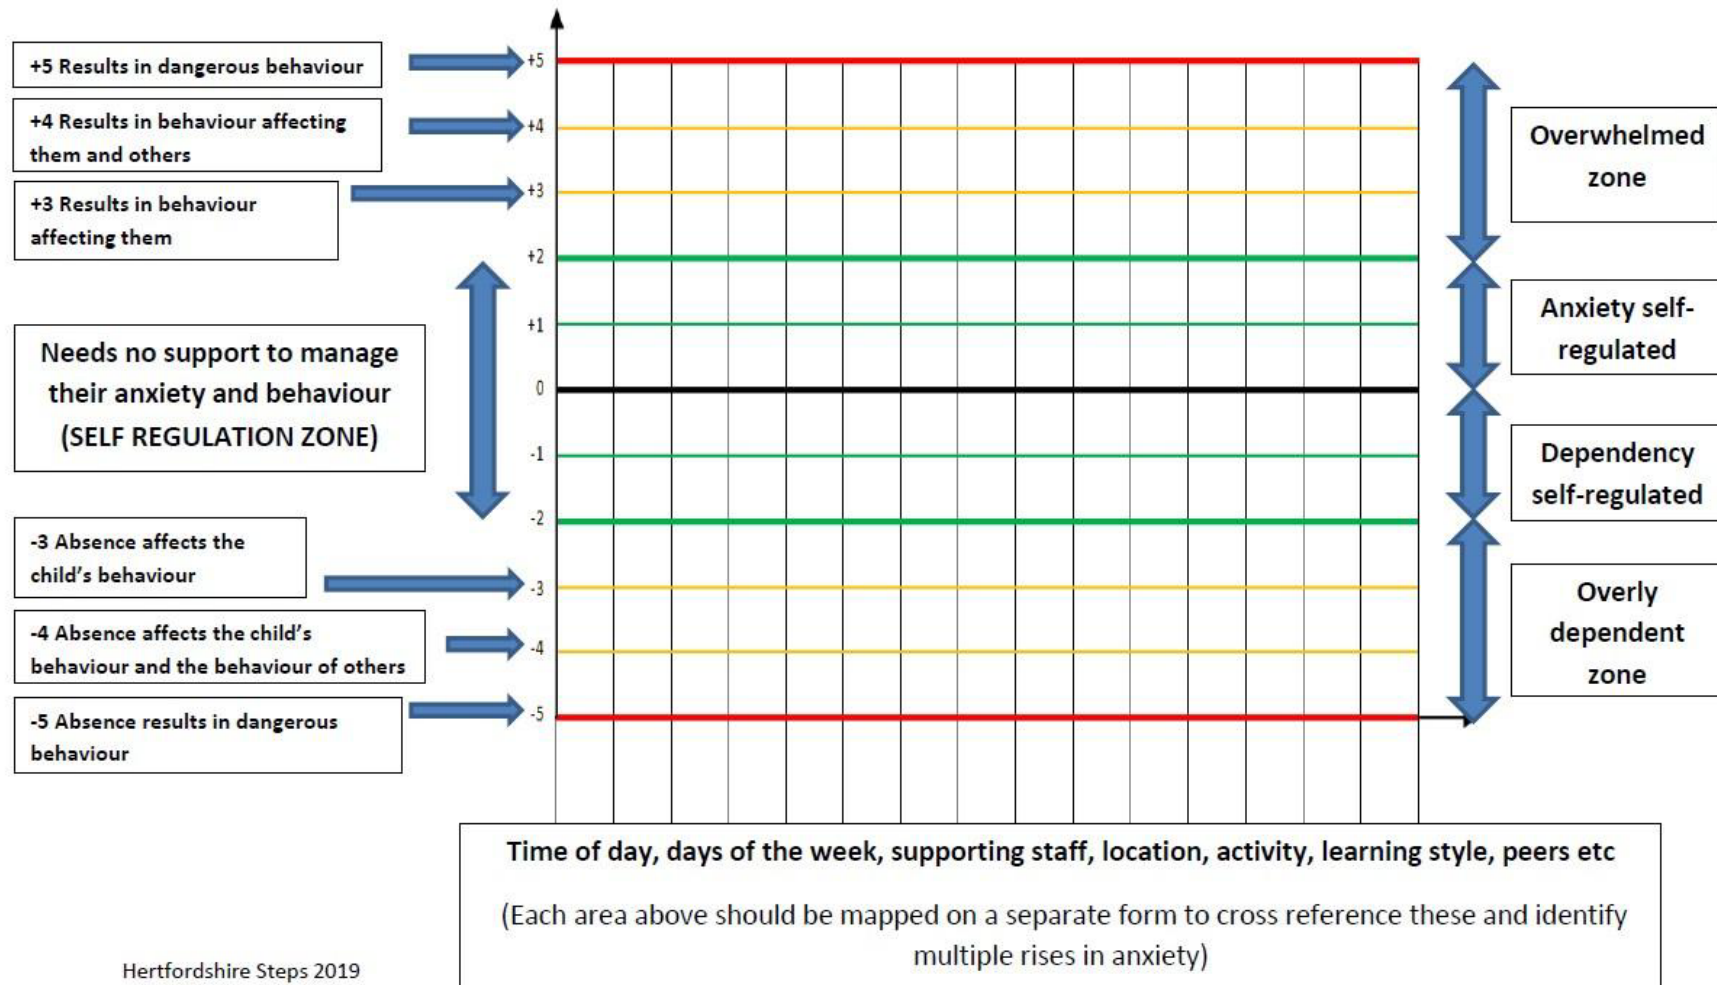 +5 Results in dangerous behaviour
+4 Results in behaviour affecting
them and others
+3 Results in behaviour
affecting them
Needs no support to manage
their anxiety and behaviour
(SELF REGULATION ZONE)
-3 Absence affects the
child's behaviour
-4 Absence affects the child's
behaviour and the behaviour of others
-5 Absence results in dangerous
behaviour
+5
+4
+3
+2
+1
0
-1
-2
-3
-4
-5
Overwhelmed
zone
Anxiety self-
regulated
Dependency
self-regulated
Overly
dependent
zone
Time of day, days of the week, supporting staff, location, activity, learning style, peers etc
(Each area above should be mapped on a separate form to cross reference these and identify
multiple rises in anxiety)
Hertfordshire Steps 2019